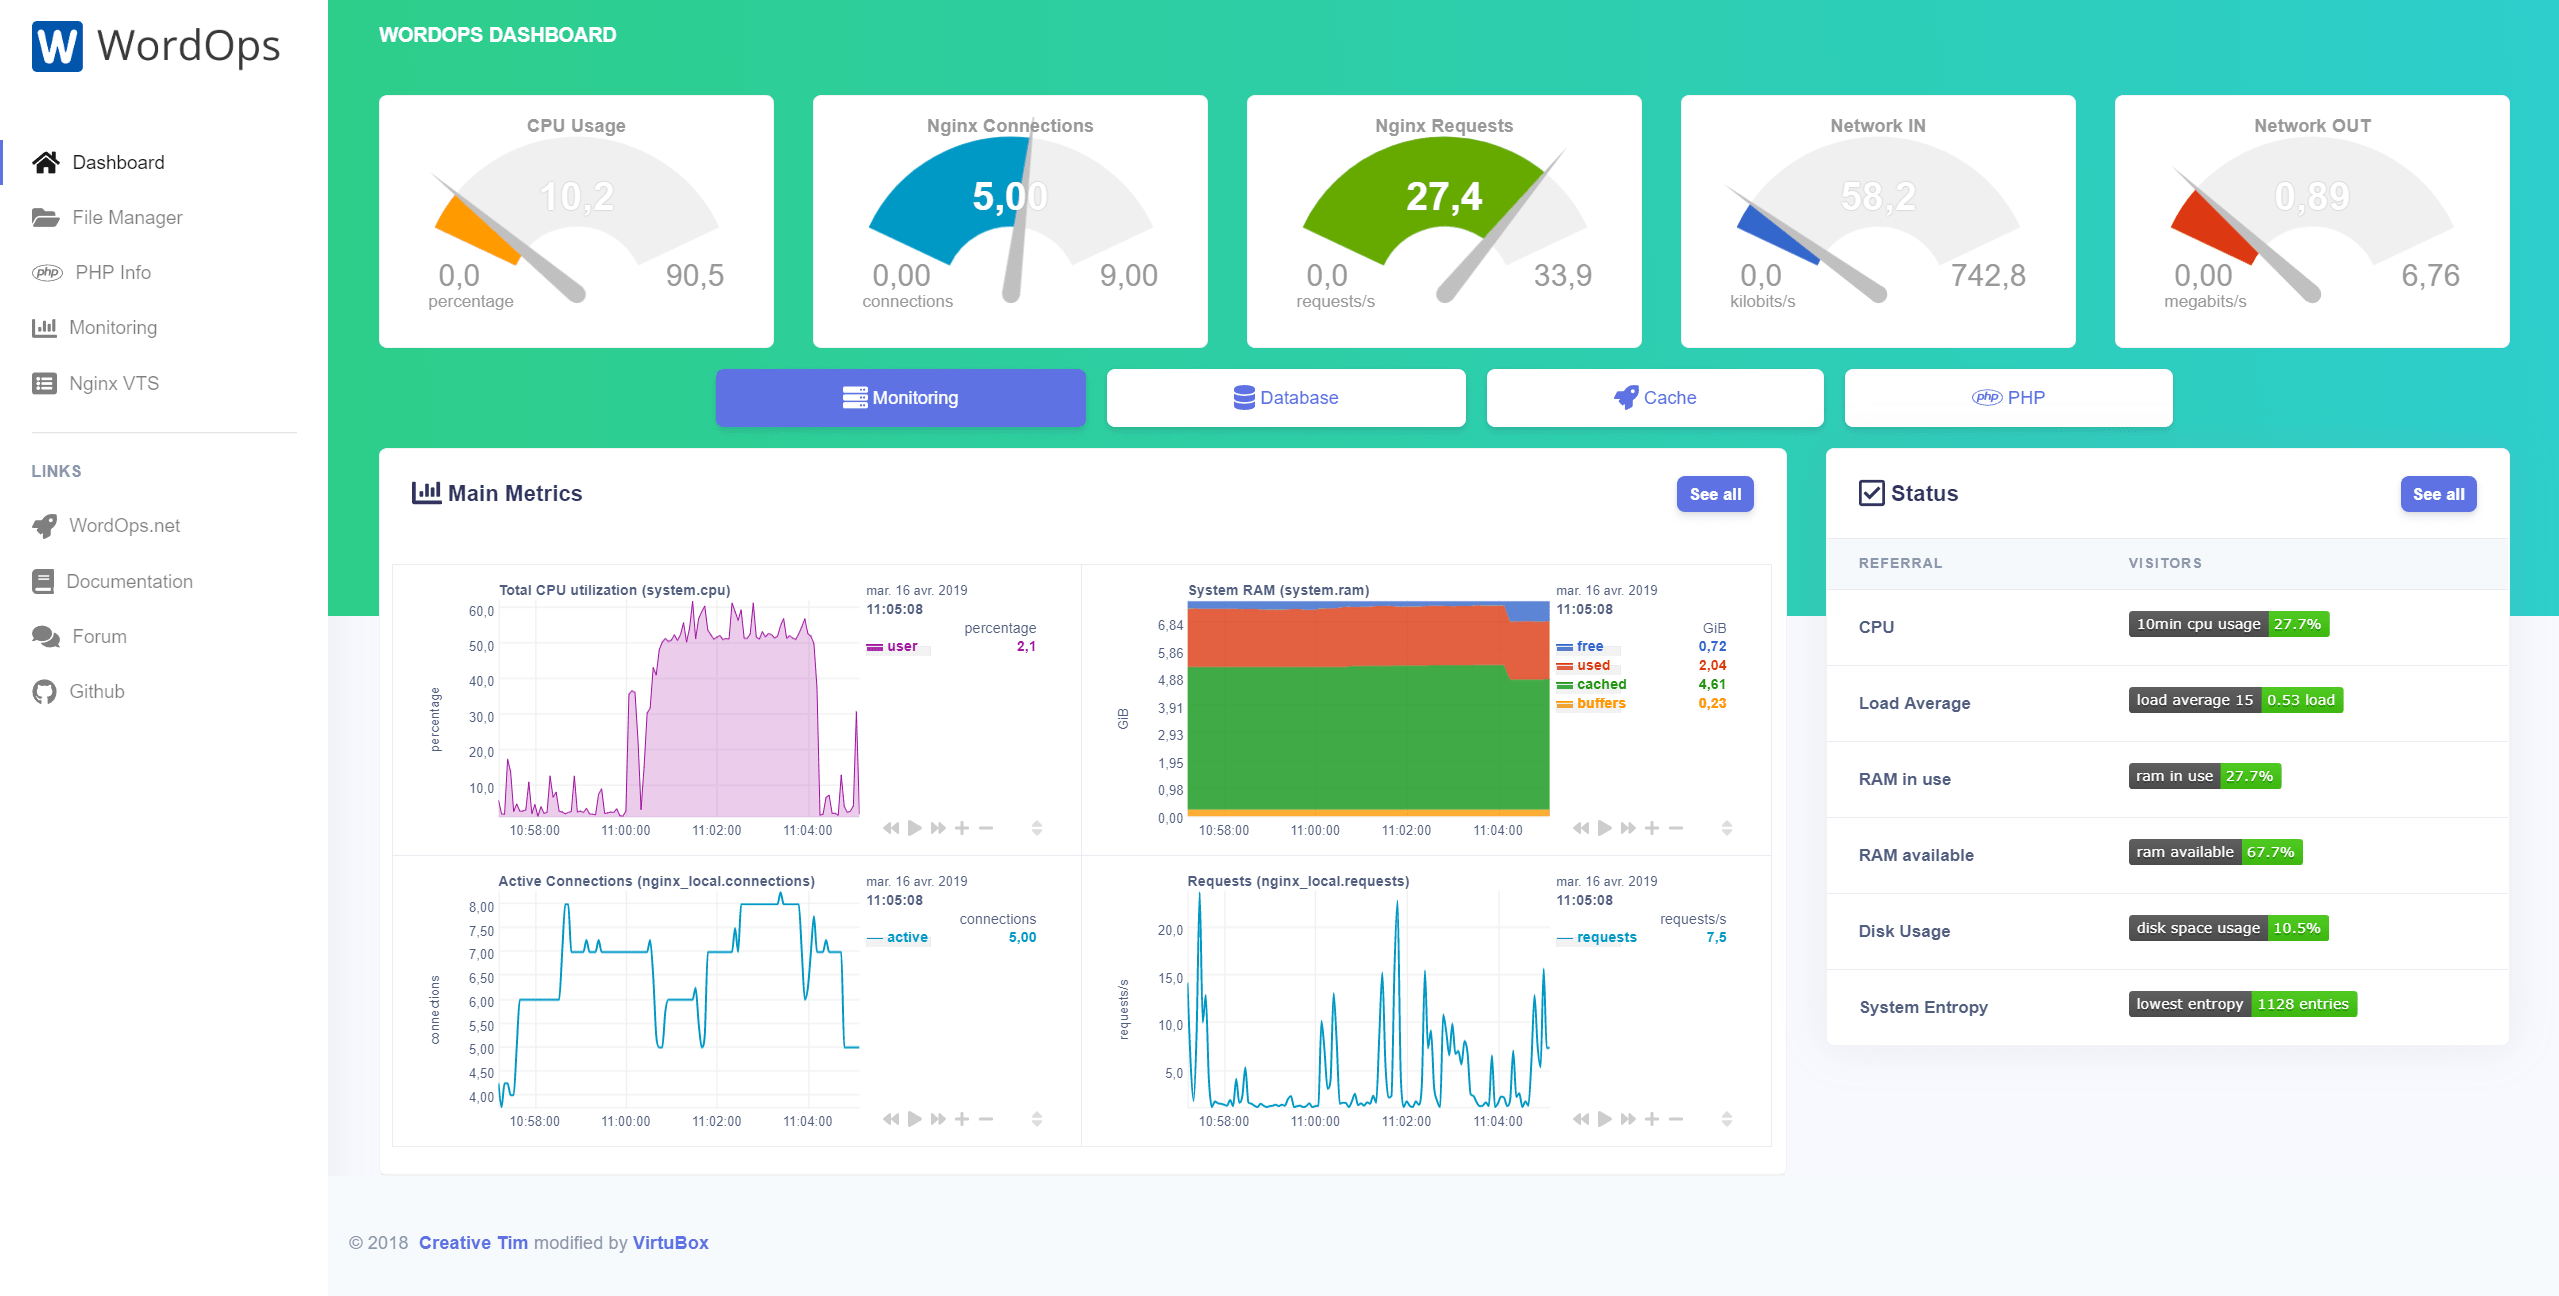 WordOps
Dashboard
File Manager
PHP Info
Monitoring
Nginx VTS
LINKS
WordOps.net
Documentation
Forum
Github
WORDOPS DASHBOARD
CPU Usage
10,2
0,0
90,5
percentage
Nginx Connections
5,00
0,00
9,00
connections
Nginx Requests
27,4
0,0
33,9
requests/s
Network IN
58,2
0,0
742,8
kilobits/s
Network OUT
0,89
0,00
6,76
megabits/s
Monitoring
Database
Cache
php PHP
Main Metrics
See all
Total CPU utilization (system.cpu)
mar. 16 avr. 2019
11:05:08
percentage
user 2,1
percentage
60,0
50,0
40,0
30,0
20,0
10,0
10:58:00 11:00:00 11:02:00 11:04:00
System RAM (system.ram)
mar. 16 avr. 2019
11:05:08
GiB
free 0,72
used 2,04
cached 4,61
buffers 0,23
GiB
6,84
5,86
4,88
3,91
2,93
1,95
0,98
0,00
10:58:00 11:00:00 11:02:00 11:04:00
Active Connections (nginx_local.connections)
mar. 16 avr. 2019
11:05:08
connections
active 5,00
connections
8,00
7,50
7,00
6,50
6,00
5,50
5,00
4,50
4,00
10:58:00 11:00:00 11:02:00 11:04:00
Requests (nginx_local.requests)
mar. 16 avr. 2019
11:05:08
requests/s
requests 7,5
requests/s
20,0
15,0
10,0
5,0
10:58:00 11:00:00 11:02:00 11:04:00
Status
See all
REFERRAL VISITORS
CPU 10min cpu usage 27.7%
Load Average load average 15 0.53 load
RAM in use ram in use 27.7%
RAM available ram available 67.7%
Disk Usage disk space usage 10.5%
System Entropy lowest entropy 1128 entries
© 2018 Creative Tim modified by VirtuBox